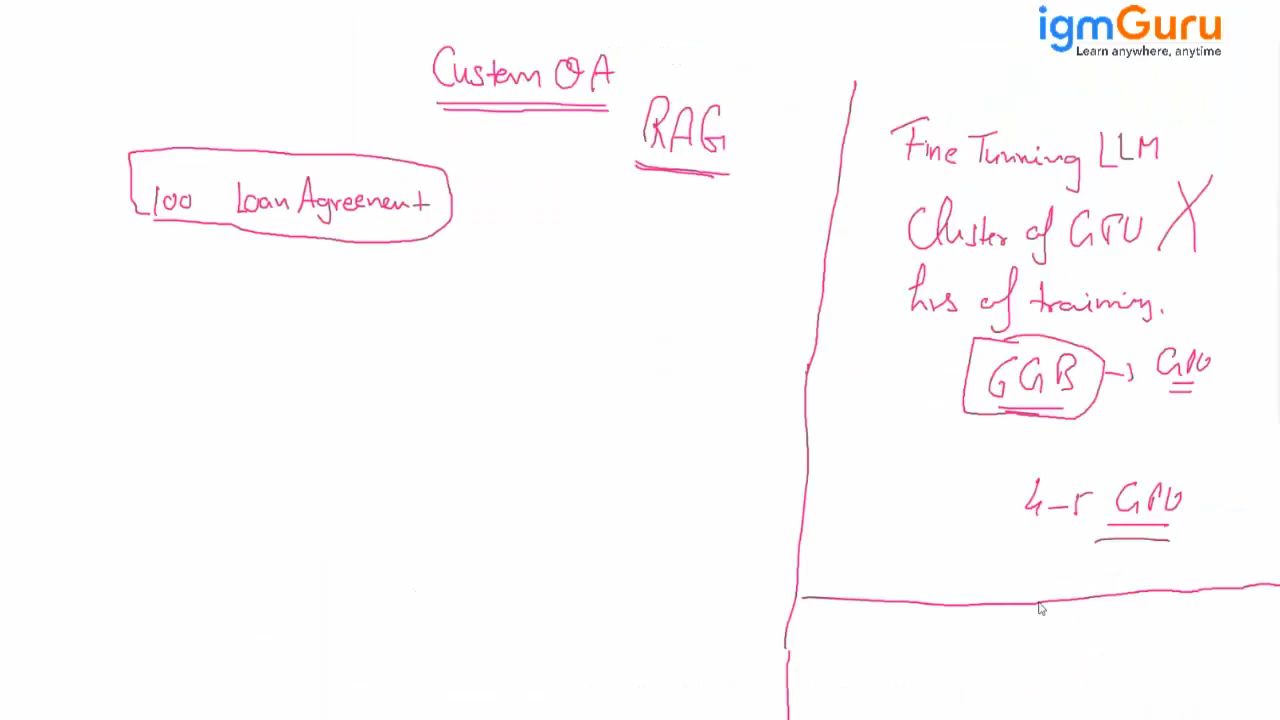 igmGuru
Learn anywhere, anytime
Custom QA
RAG
100 Loan Agreement
Fine Tunning LLM
Cluster of GPU X
hrs of training.
6GB → GPU
4-5 GPU